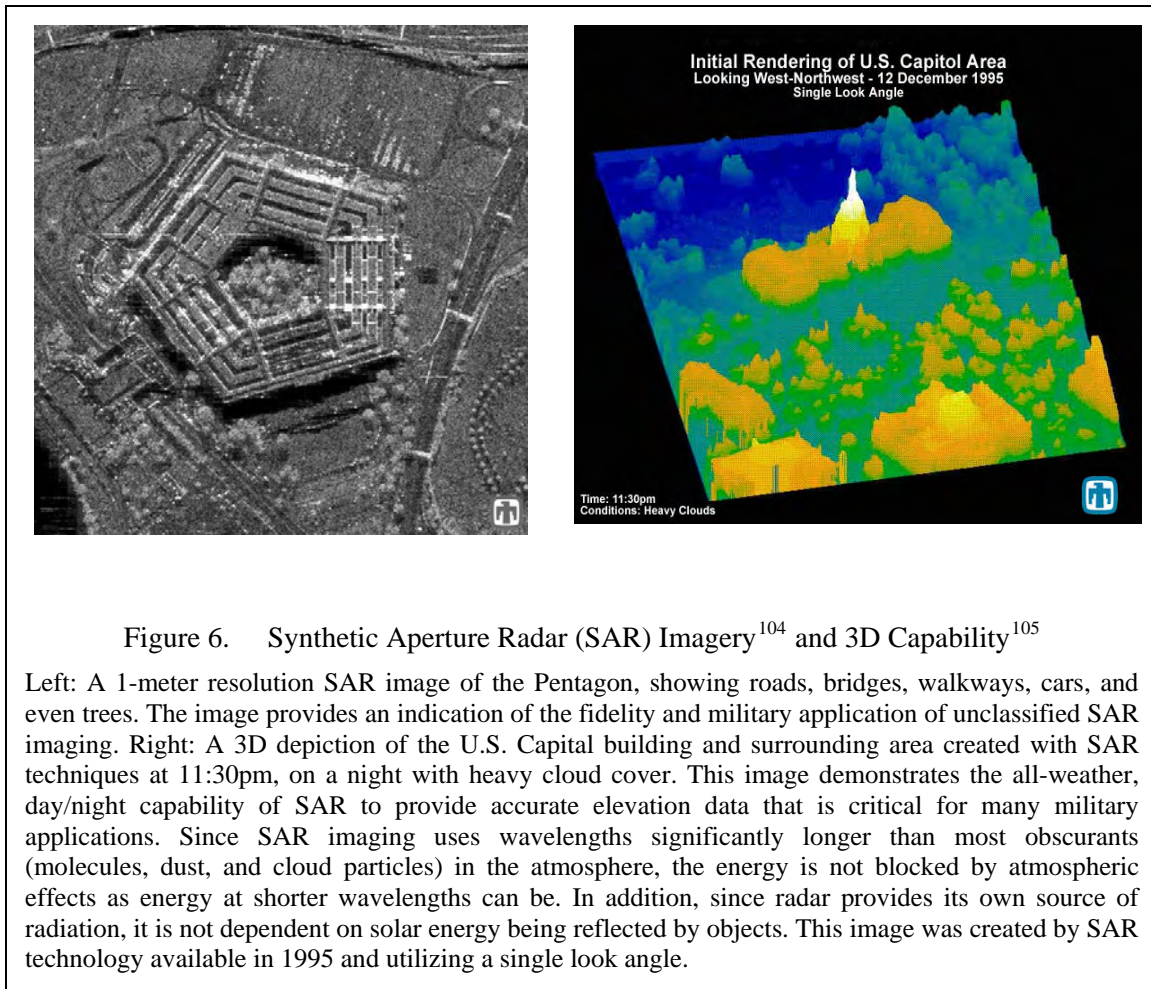 Initial Rendering of U.S. Capitol Area
Looking West-Northwest - 12 December 1995
Single Look Angle
Time: 11:30pm
Conditions: Heavy Clouds
Figure 6. Synthetic Aperture Radar (SAR) Imagery104 and 3D Capability105
Left: A 1-meter resolution SAR image of the Pentagon, showing roads, bridges, walkways, cars, and
even trees. The image provides an indication of the fidelity and military application of unclassified SAR
imaging. Right: A 3D depiction of the U.S. Capital building and surrounding area created with SAR
techniques at 11:30pm, on a night with heavy cloud cover. This image demonstrates the all-weather,
day/night capability of SAR to provide accurate elevation data that is critical for many military
applications. Since SAR imaging uses wavelengths significantly longer than most obscurants
(molecules, dust, and cloud particles) in the atmosphere, the energy is not blocked by atmospheric
effects as energy at shorter wavelengths can be. In addition, since radar provides its own source of
radiation, it is not dependent on solar energy being reflected by objects. This image was created by SAR
technology available in 1995 and utilizing a single look angle.